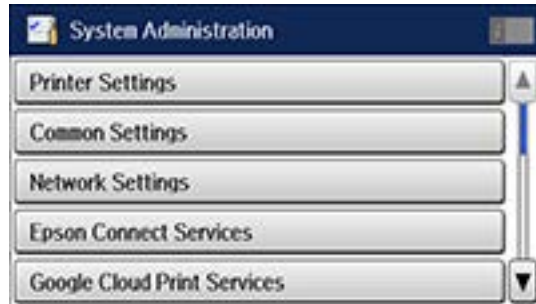 System Administration
Printer Settings
Common Settings
Network Settings
Epson Connect Services
Google Cloud Print Services